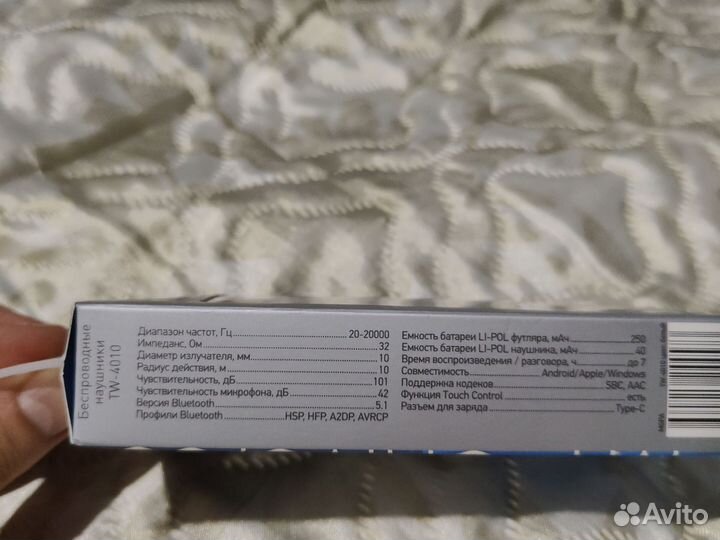 Беспроводные
наушники
TW-4010
Диапазон частот, Гц 20-20000
Импеданс, Ом 32
Диаметр излучателя, мм 10
Радиус действия, м 10
Чувствительность, дБ 101
Чувствительность микрофона, дБ 42
Версия Bluetooth 5.1
Профили Bluetooth HSP, HFP, A2DP, AVRCP
Емкость батареи LI-POL футляра, мАч 250
Емкость батареи LI-POL наушника, мАч 40
Время воспроизведения / разговора, ч до 7
Совместимость Android/Apple/Windows
Поддержка кодеков SBC, AAC
Функция Touch Control есть
Разъем для заряда Type-C
TW-4010
Avito